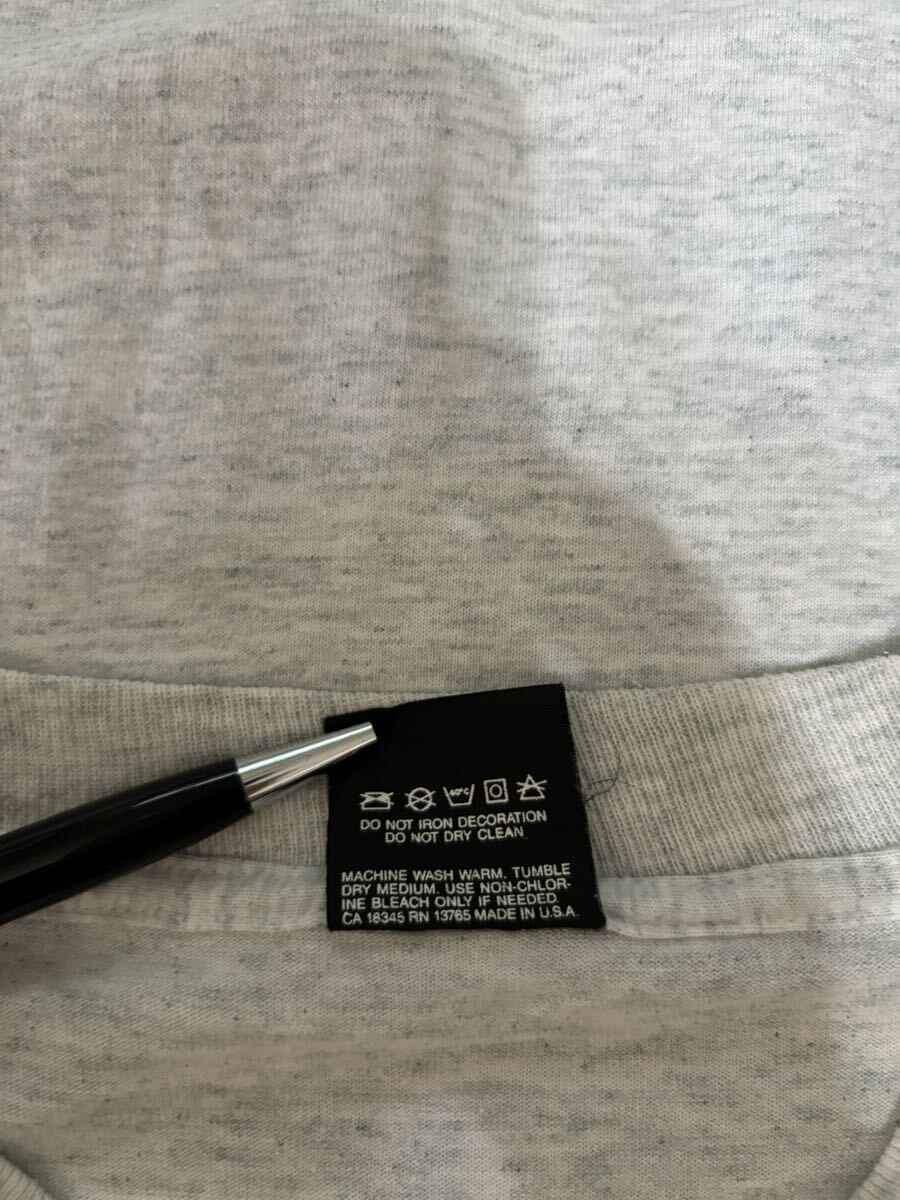 60°C
DO NOT IRON DECORATION
DO NOT DRY CLEAN.
MACHINE WASH WARM. TUMBLE
DRY MEDIUM. USE NON-CHLOR-
INE BLEACH ONLY IF NEEDED.
CA 18345 RN 13765 MADE IN U.S.A.